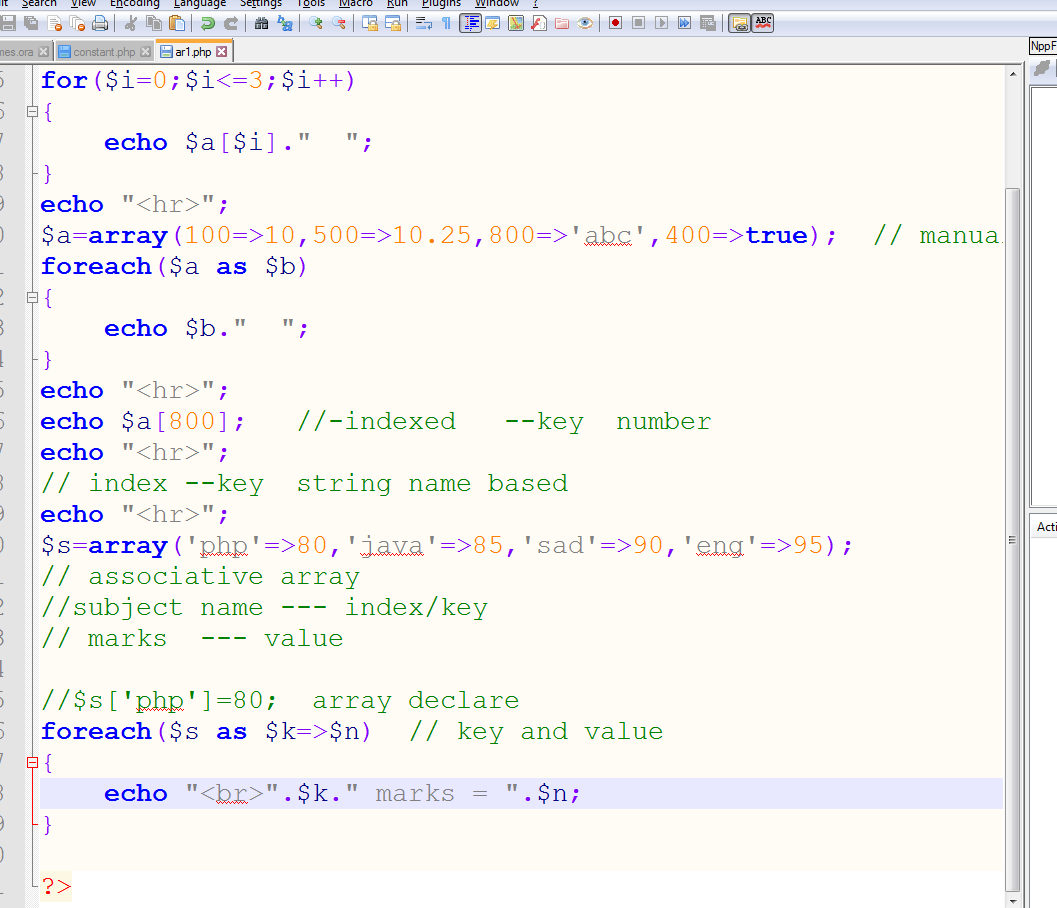 Search View Encoding Language Settings Tools Macro Run Plugins Window ?
ABC
mes.ora constant.php ar1.php
NppF
for($i=0;$i<=3;$i++)
{
echo $a[$i]."  ";
}
echo "<hr>";
$a=array(100=>10,500=>10.25,800=>'abc',400=>true);  // manua
foreach($a as $b)
{
echo $b."  ";
}
echo "<hr>";
echo $a[800];   //-indexed   --key  number
echo "<hr>";
// index --key  string name based
echo "<hr>";
Acti
$s=array('php'=>80,'java'=>85,'sad'=>90,'eng'=>95);
// associative array
//subject name --- index/key
// marks  --- value
//$s['php']=80;  array declare
foreach($s as $k=>$n)  // key and value
{
echo "<br>".$k." marks = ".$n;
}
?>